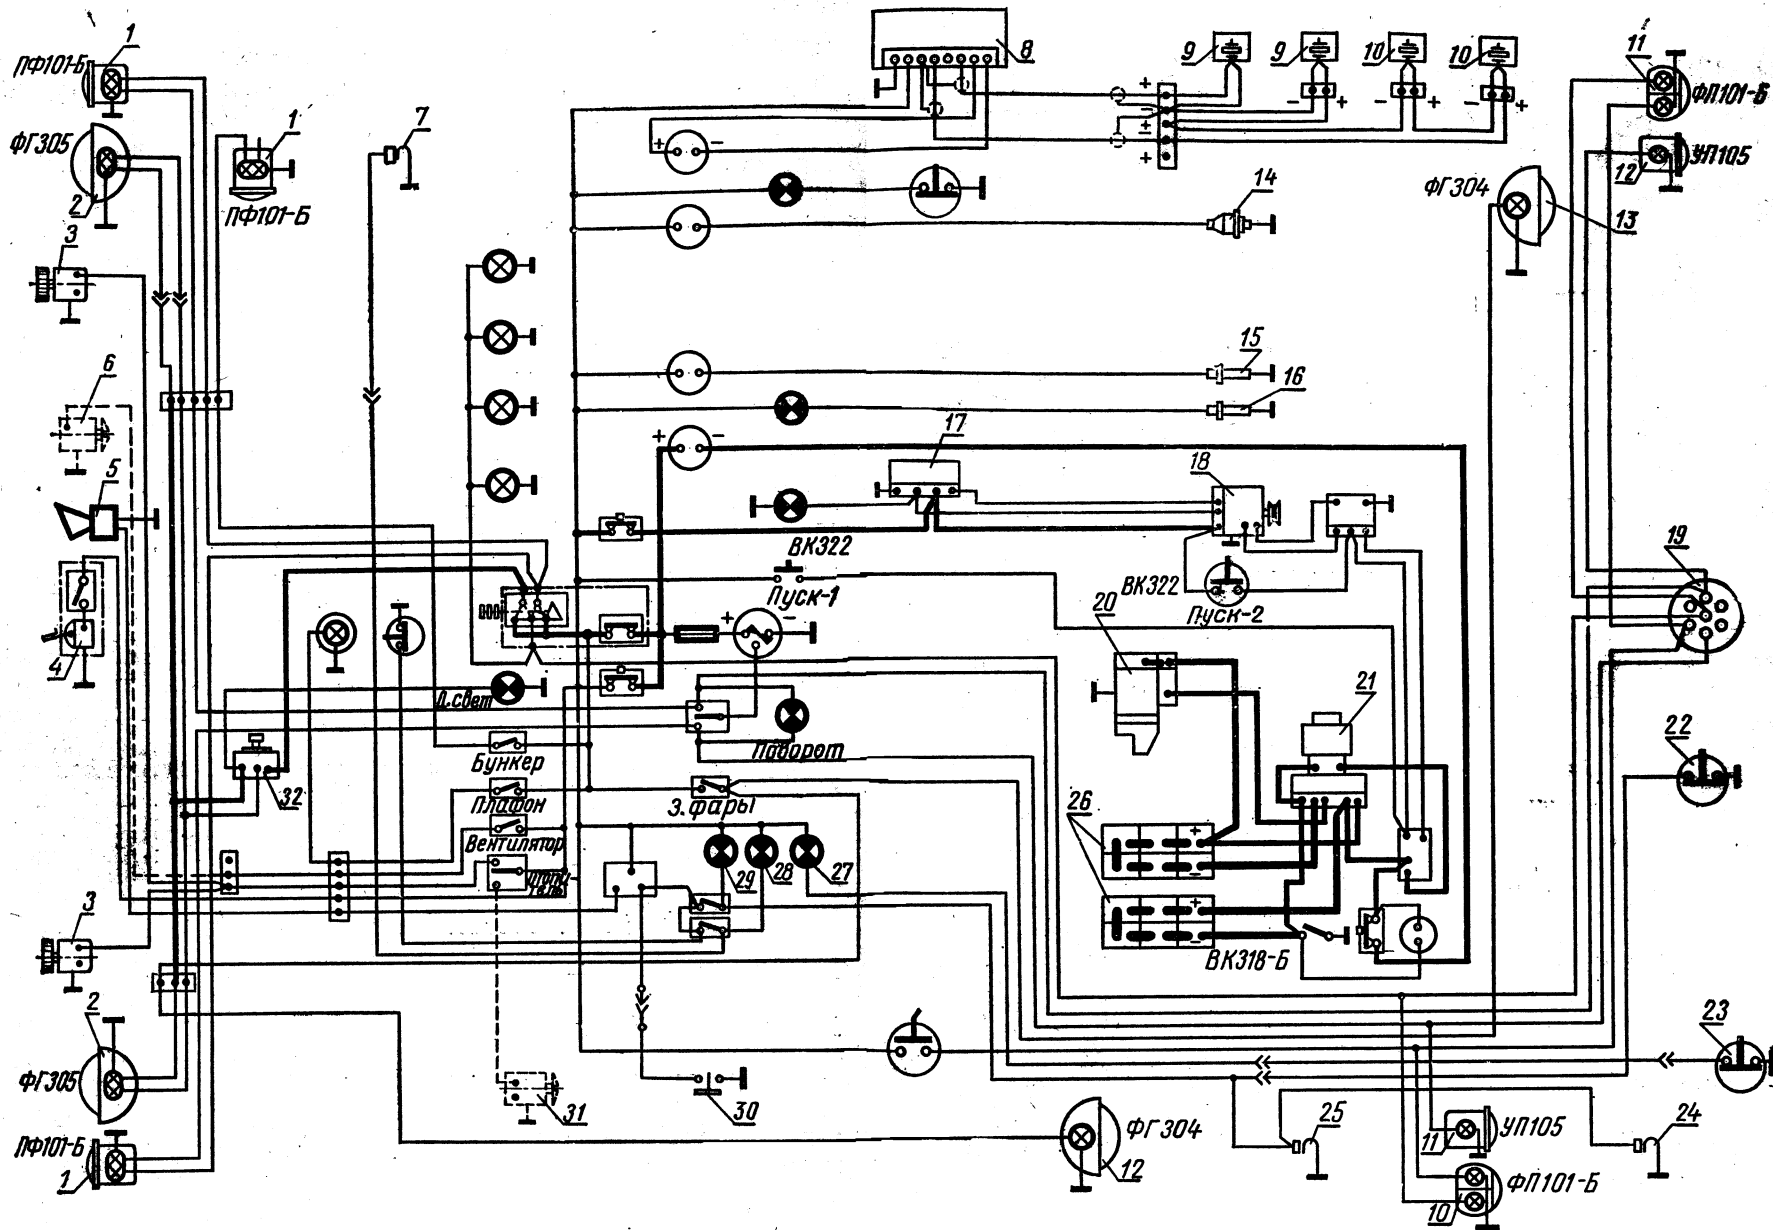 1
ПФ101-Б
ФГ305
2
1
ПФ101-Б
3
6
5
4
7
8
+
-
9
9
10
10
+
-
+
+
-
+
-
+
-
+
11
ФП101-Б
УП105
12
ФГ304
13
14
15
16
+
-
17
18
ВК322
Пуск-1
ВК322
Пуск-2
19
20
21
22
+
-
Д.свет
Поворот
Бункер
Плафон
З.фары
Вентилятор
32
29
28
27
26
+
-
+
-
ВК318-Б
3
2
ФГ305
ПФ101-Б
1
31
30
23
ФГ304
12
25
24
11
УП105
10
ФП101-Б